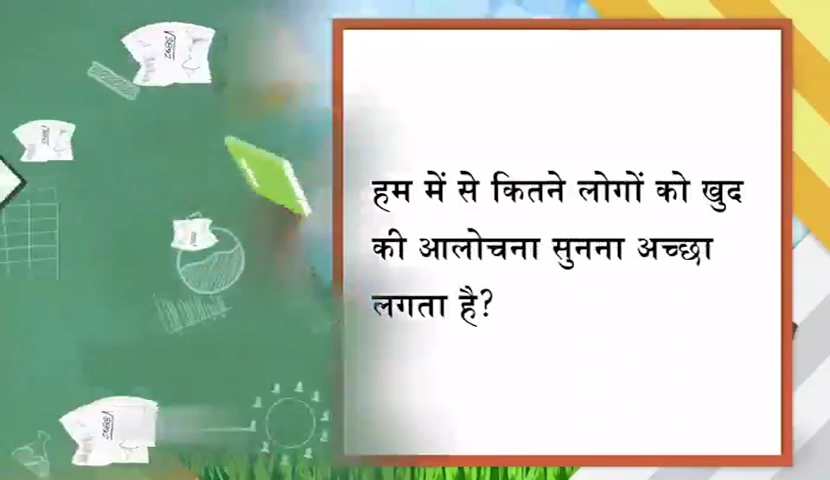 हम में से कितने लोगों को खुद
की आलोचना सुनना अच्छा
लगता है?